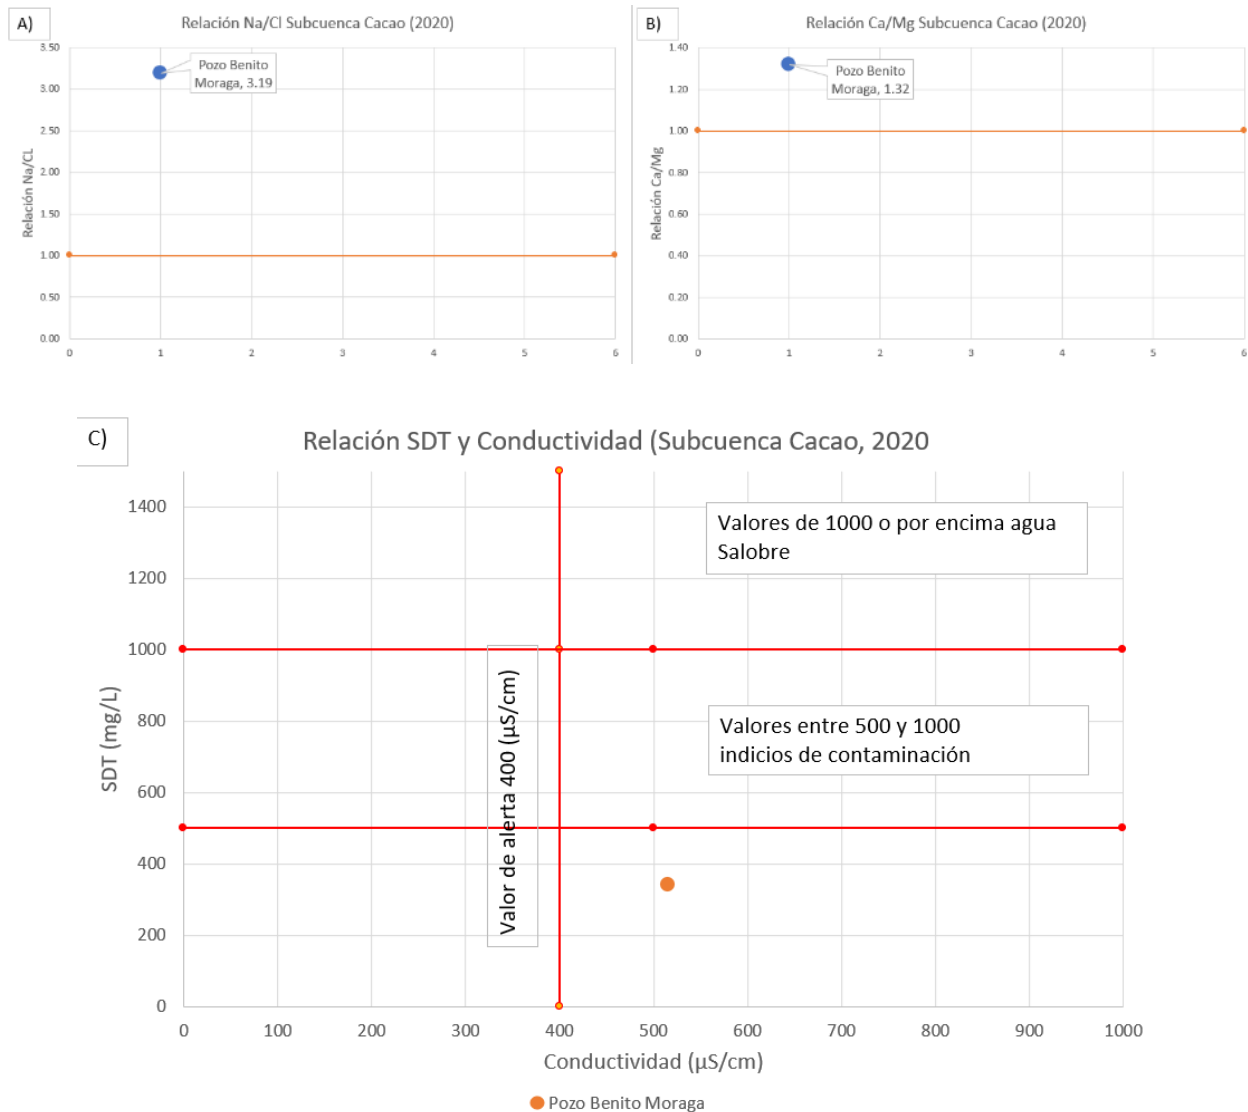 A)
Relación Na/Cl Subcuenca Cacao (2020)
3.50
3.00
2.50
2.00
1.50
1.00
0.50
0.00
Relación Na/CL
Pozo Benito
Moraga, 3.19
0 1 2 3 4 5 6
B)
Relación Ca/Mg Subcuenca Cacao (2020)
1.40
1.20
1.00
0.80
0.60
0.40
0.20
0.00
Relación Ca/Mg
Pozo Benito
Moraga, 1.32
0 1 2 3 4 5 6
C)
Relación SDT y Conductividad (Subcuenca Cacao, 2020
1400
1200
1000
800
600
400
200
0
SDT (mg/L)
Valores de 1000 o por encima agua
Salobre
Valor de alerta 400 (µS/cm)
Valores entre 500 y 1000
indicios de contaminación
0 100 200 300 400 500 600 700 800 900 1000
Conductividad (µS/cm)
Pozo Benito Moraga